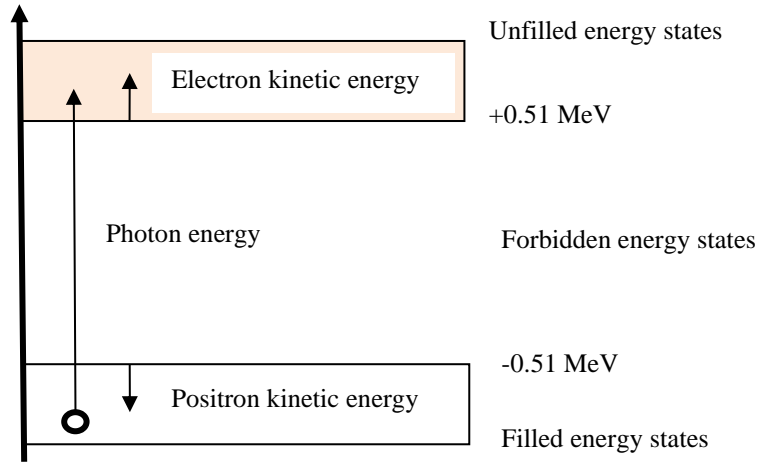 Unfilled energy states
Electron kinetic energy
+0.51 MeV
Photon energy
Forbidden energy states
-0.51 MeV
Positron kinetic energy
Filled energy states